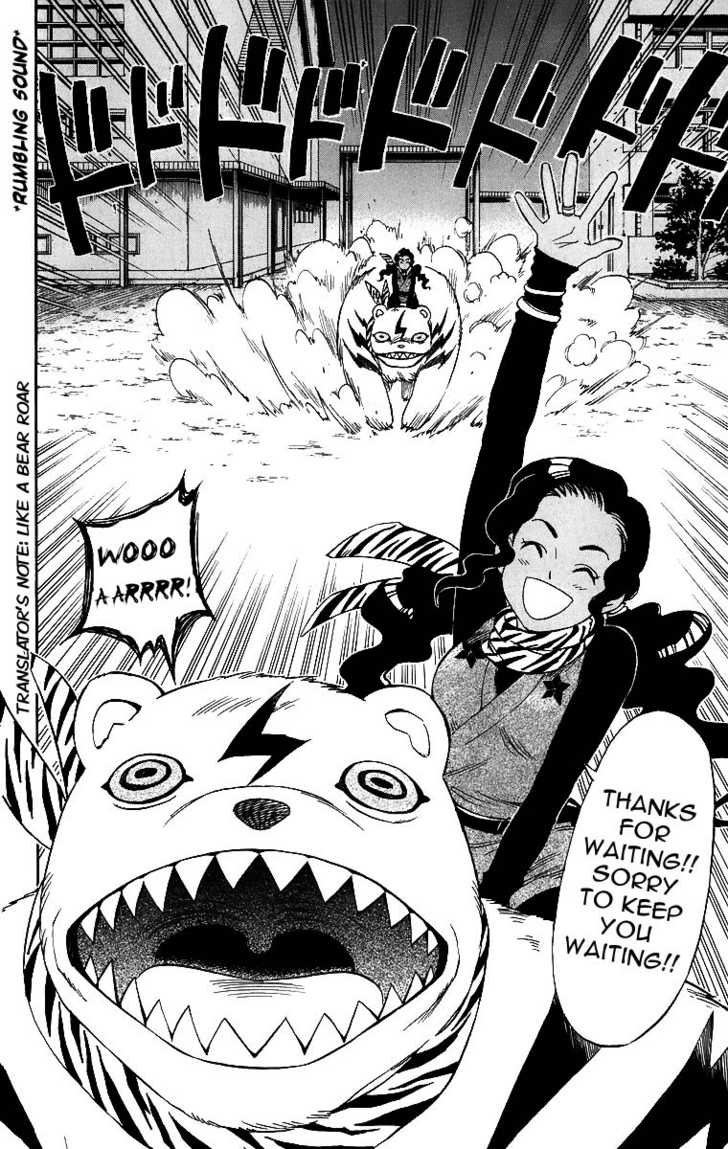 *RUMBLING SOUND*
ドドドドドドドド
TRANSLATOR'S NOTE: LIKE A BEAR ROAR
WOOO
AARRRR!
THANKS
FOR
WAITING!!
SORRY
TO KEEP
YOU
WAITING!!